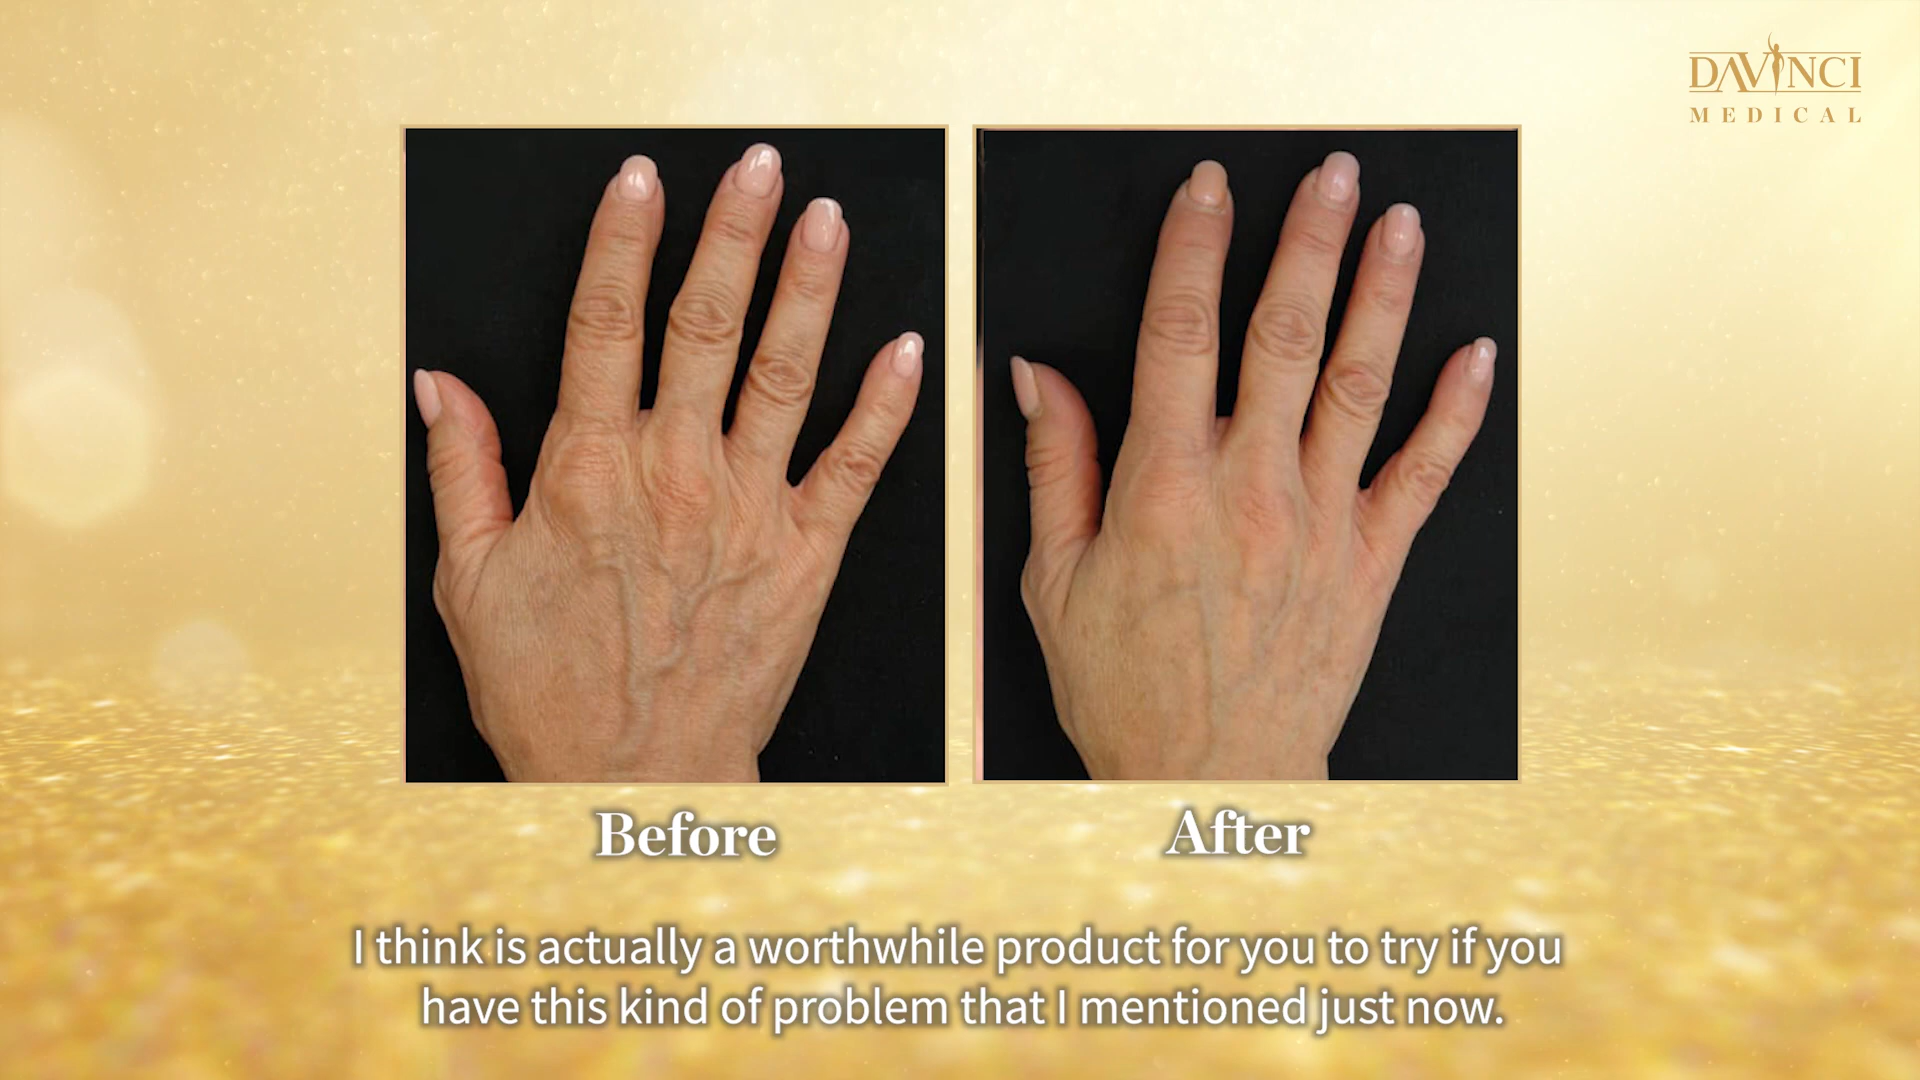 DAVINCI
MEDICAL
Before
After
I think is actually a worthwhile product for you to try if you
have this kind of problem that I mentioned just now.